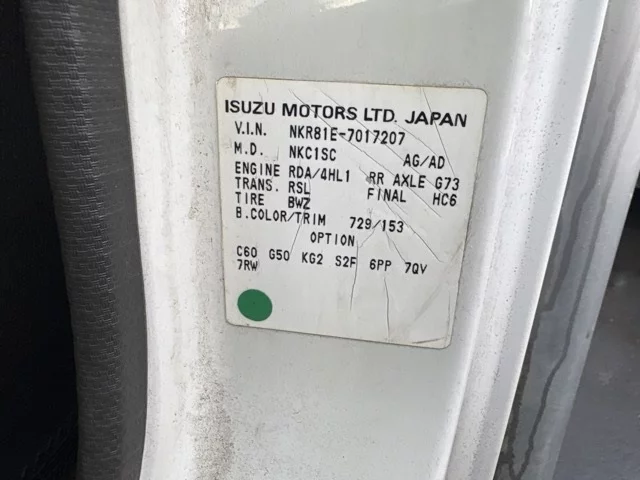 ISUZU MOTORS LTD. JAPAN
V.I.N. NKR81E-7017207
M.D. NKC1SC AG/AD
ENGINE RDA/4HL1 RR AXLE G73
TRANS. RSL FINAL HC6
TIRE BWZ
B.COLOR/TRIM 729/153
OPTION
C60 G50 KG2 S2F 6PP 7QV
7RW